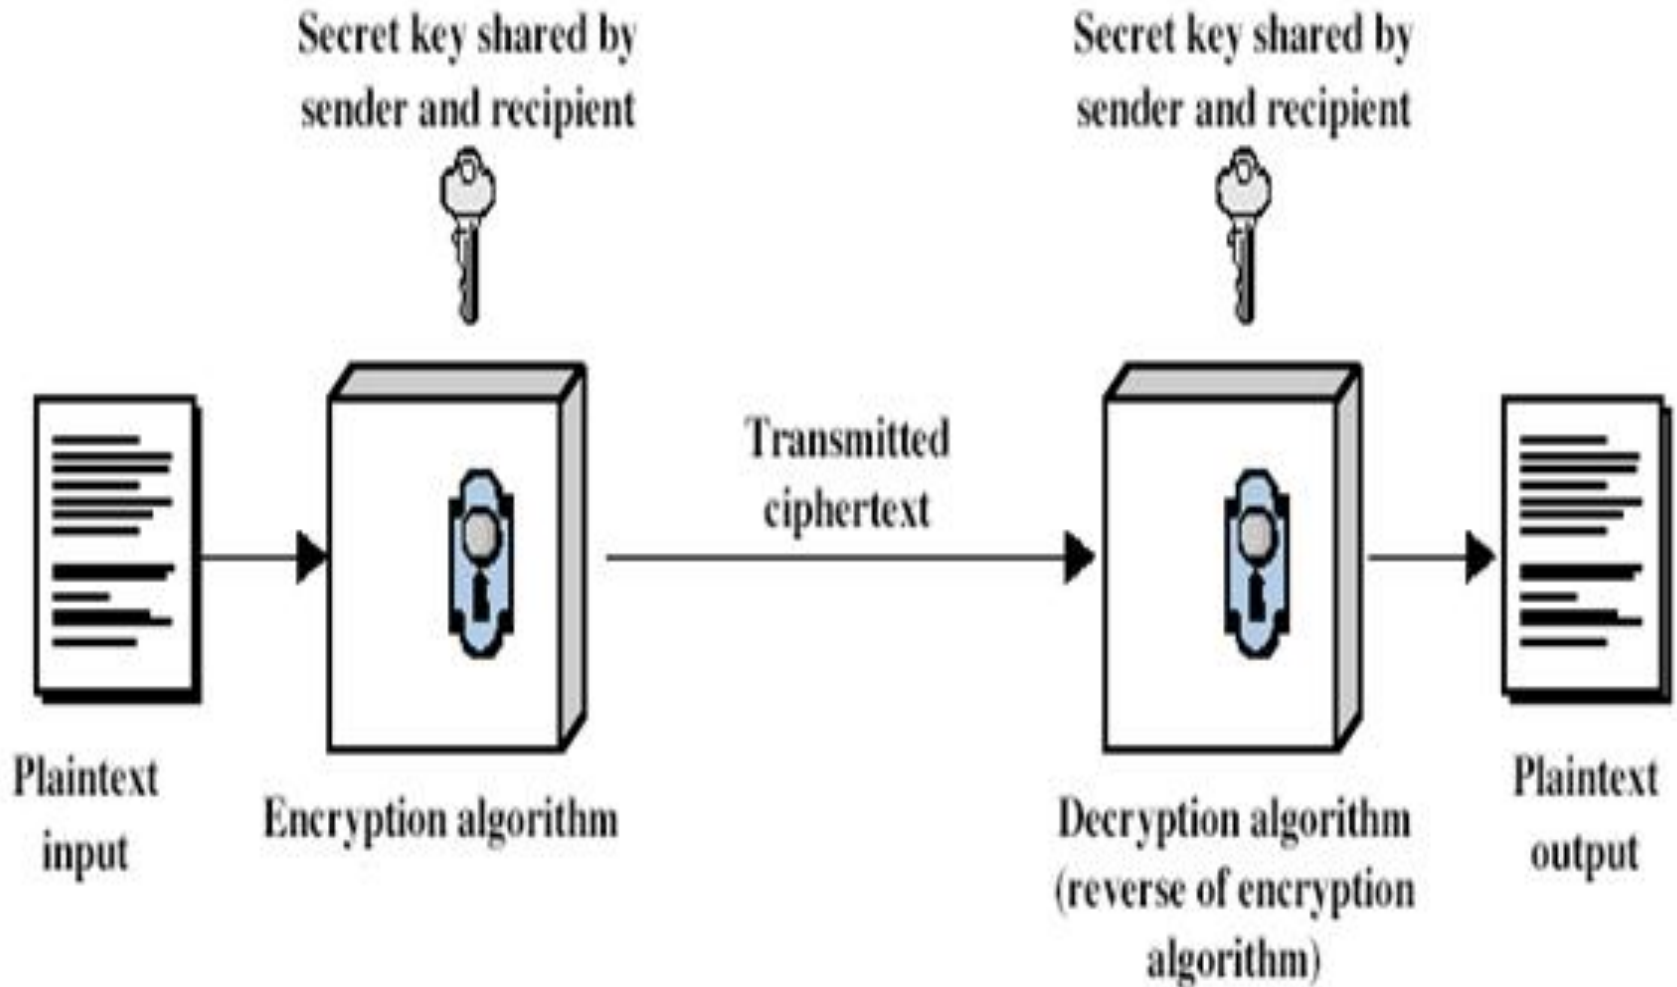 Secret key shared by
sender and recipient
Secret key shared by
sender and recipient
Transmitted
ciphertext
Plaintext
input
Encryption algorithm
Decryption algorithm
(reverse of encryption
algorithm)
Plaintext
output